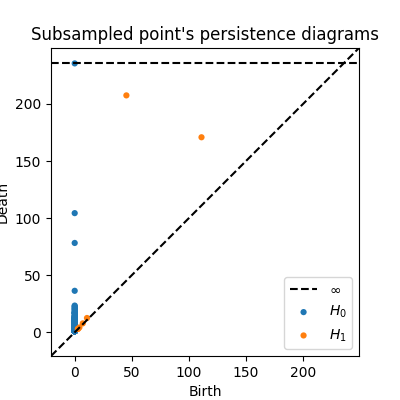 Subsampled point's persistence diagrams
200
150
100
50
0
Death
0 50 100 150 200
Birth
∞
H₀
H₁